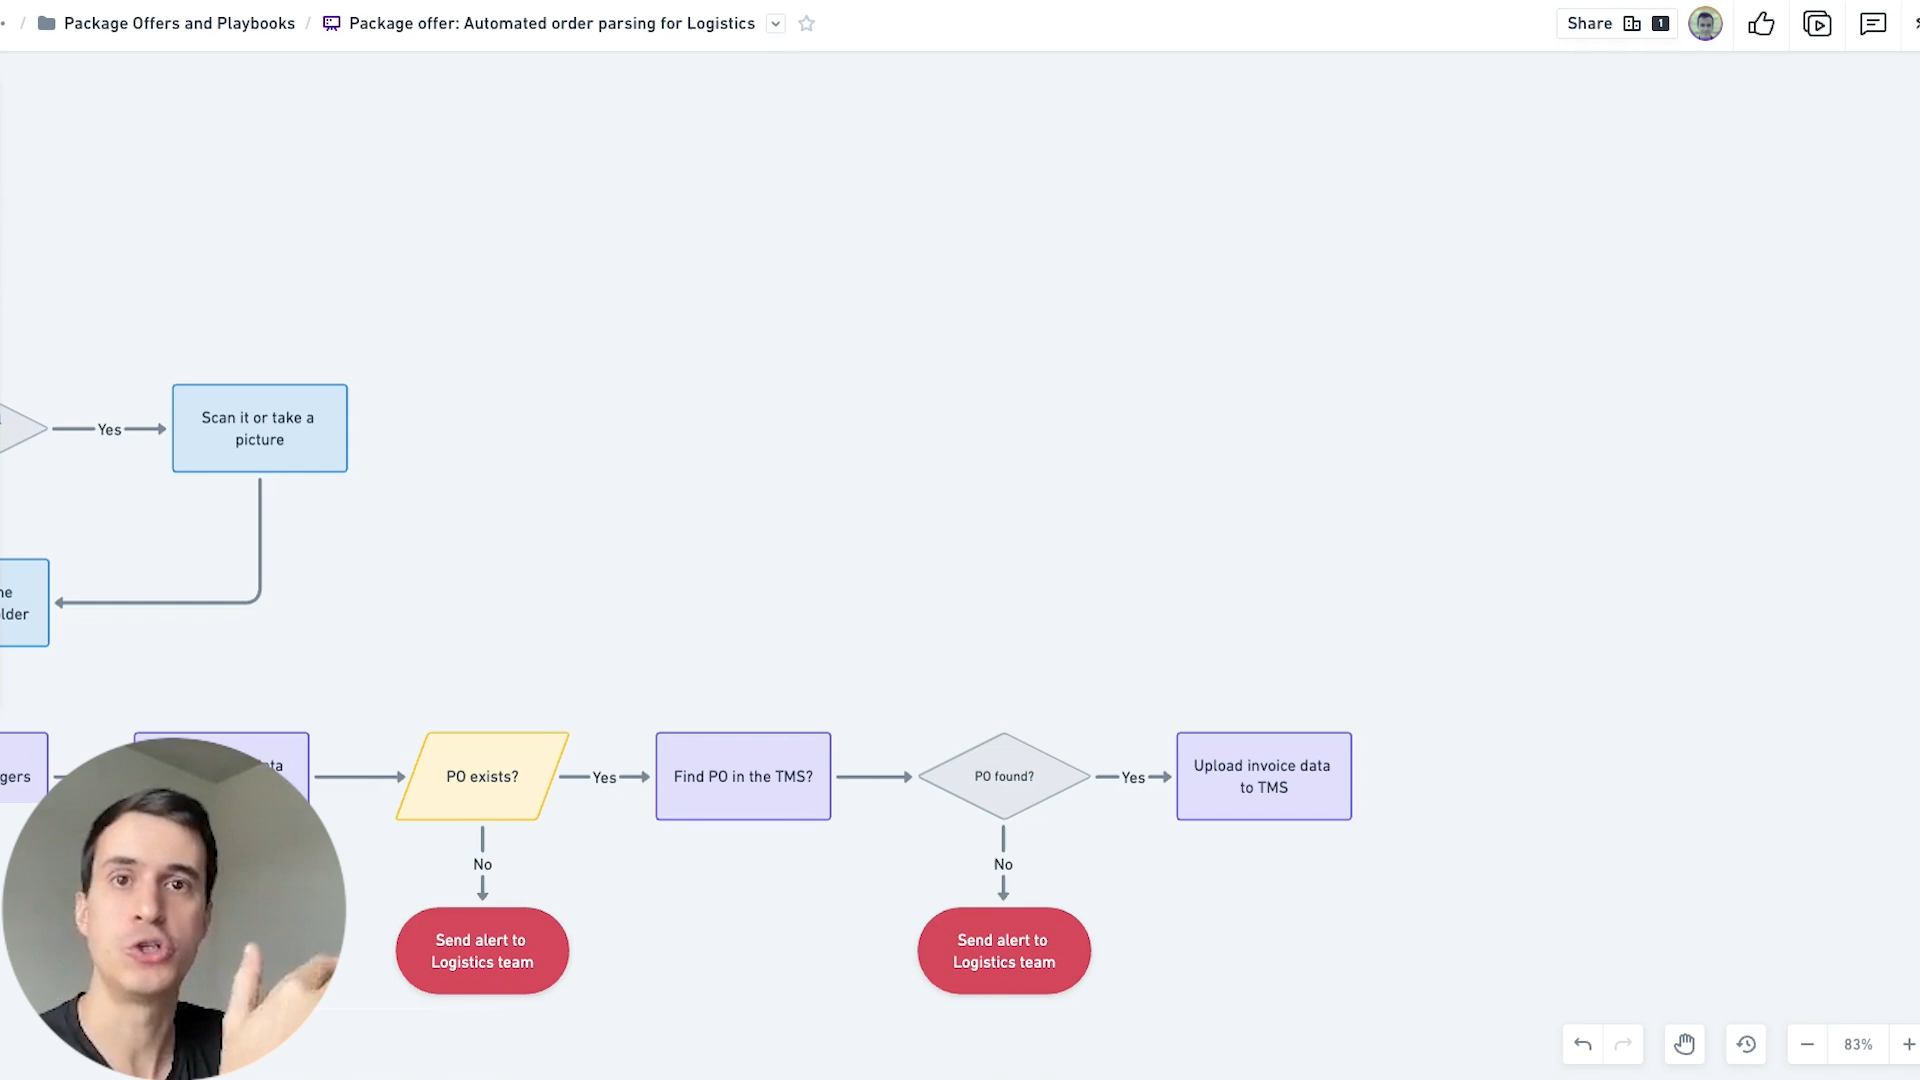 Package Offers and Playbooks / Package offer: Automated order parsing for Logistics
Share 1
Yes
Scan it or take a
picture
PO exists?
Yes
Find PO in the TMS?
PO found?
Yes
Upload invoice data
to TMS
No
No
Send alert to
Logistics team
Send alert to
Logistics team
83%